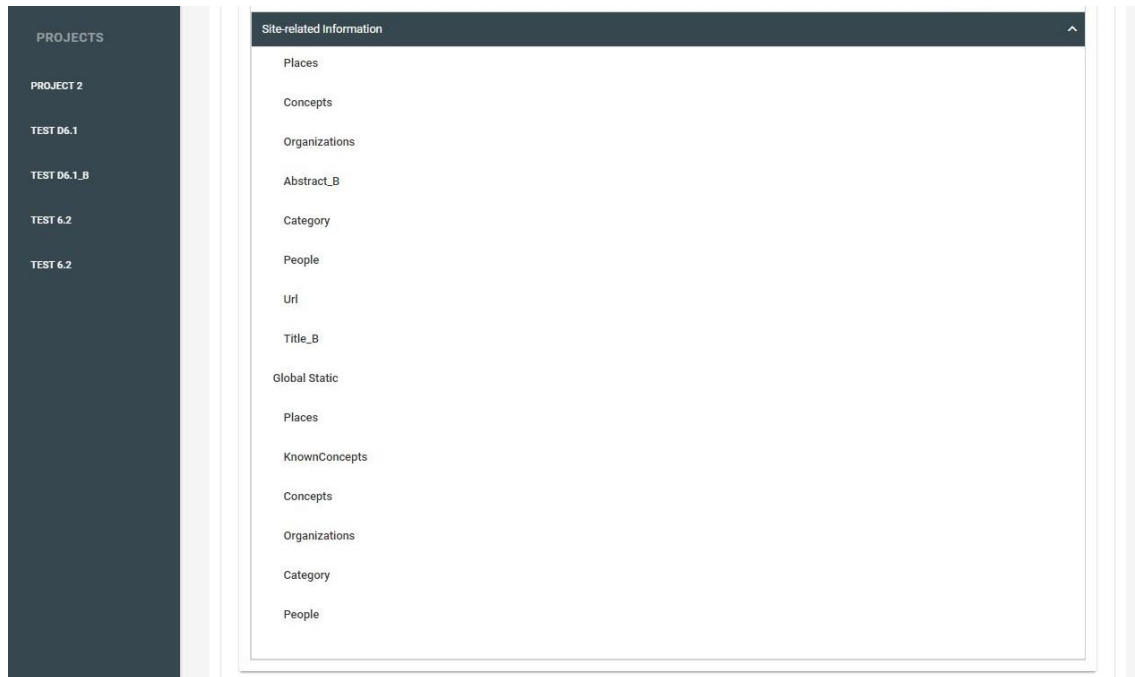 PROJECTS
PROJECT 2
TEST D6.1
TEST D6.1_B
TEST 6.2
TEST 6.2
Site-related Information
Places
Concepts
Organizations
Abstract_B
Category
People
Url
Title_B
Global Static
Places
KnownConcepts
Concepts
Organizations
Category
People